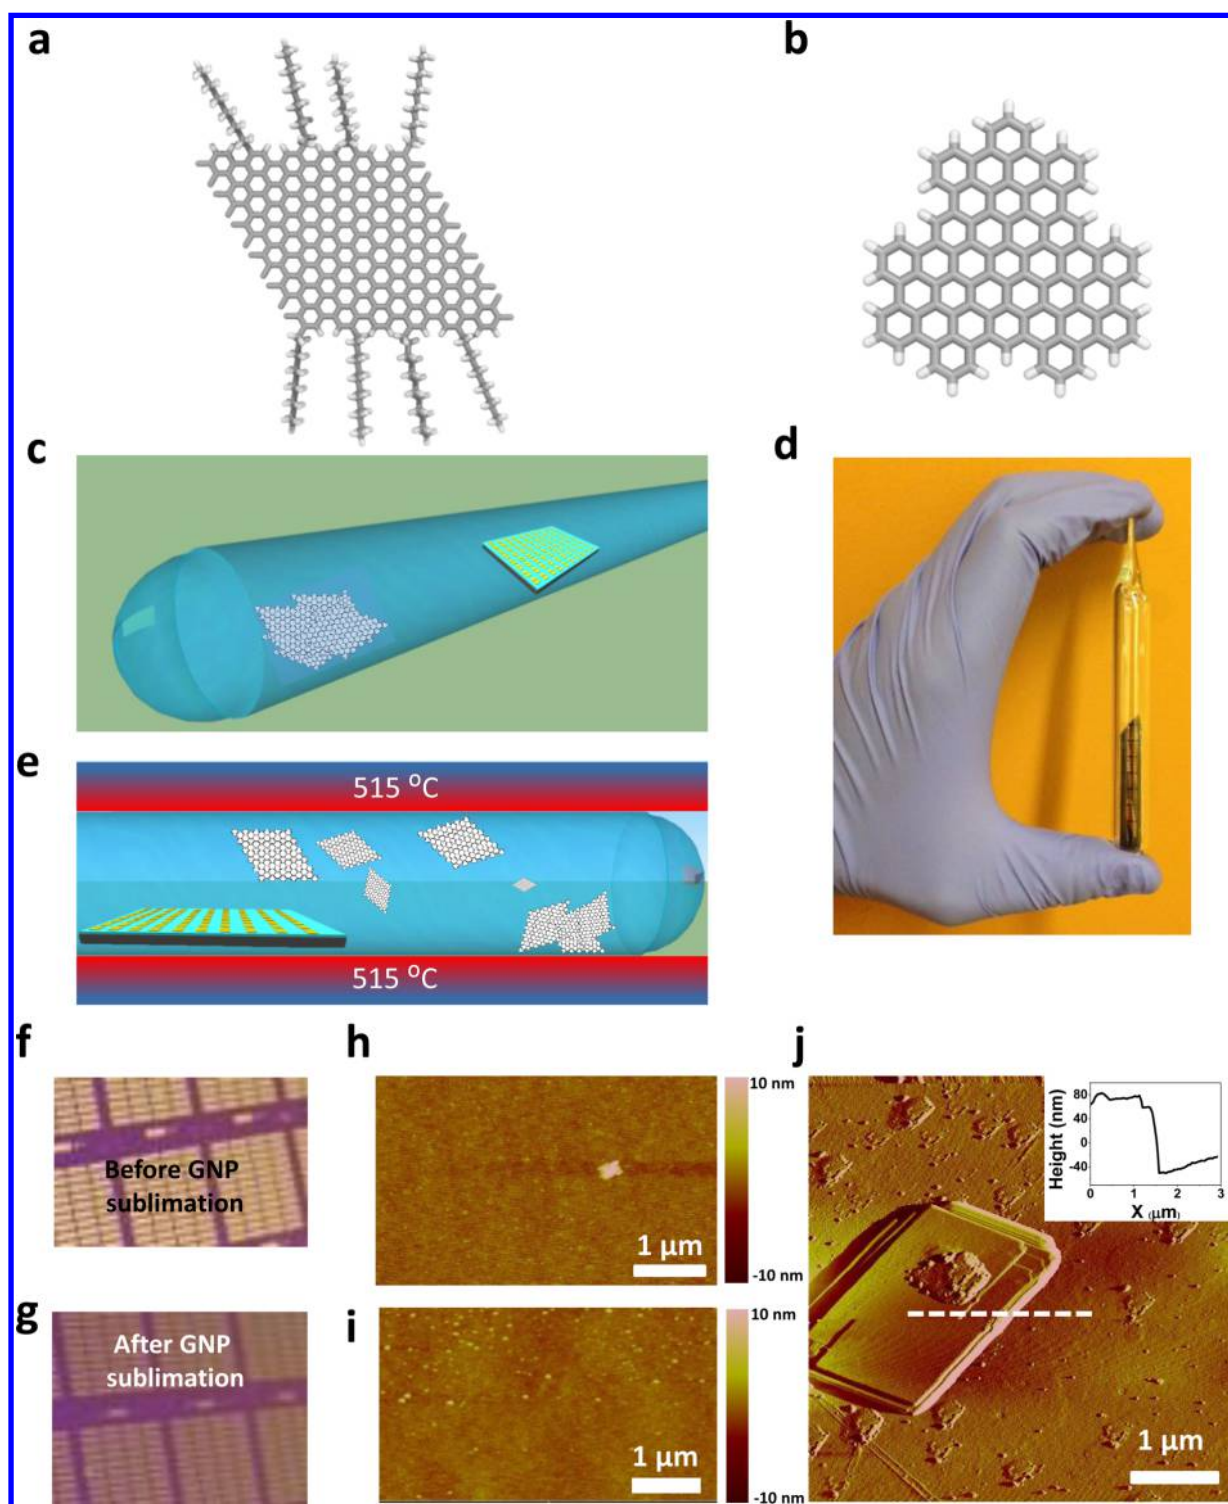 a
b
c
d
e
515 °C
515 °C
f
Before GNP
sublimation
g
After GNP
sublimation
h
10 nm
1 µm
-10 nm
i
10 nm
1 µm
-10 nm
j
Height (nm)
80
40
0
-40
0 1 2 3
X (µm)
1 µm